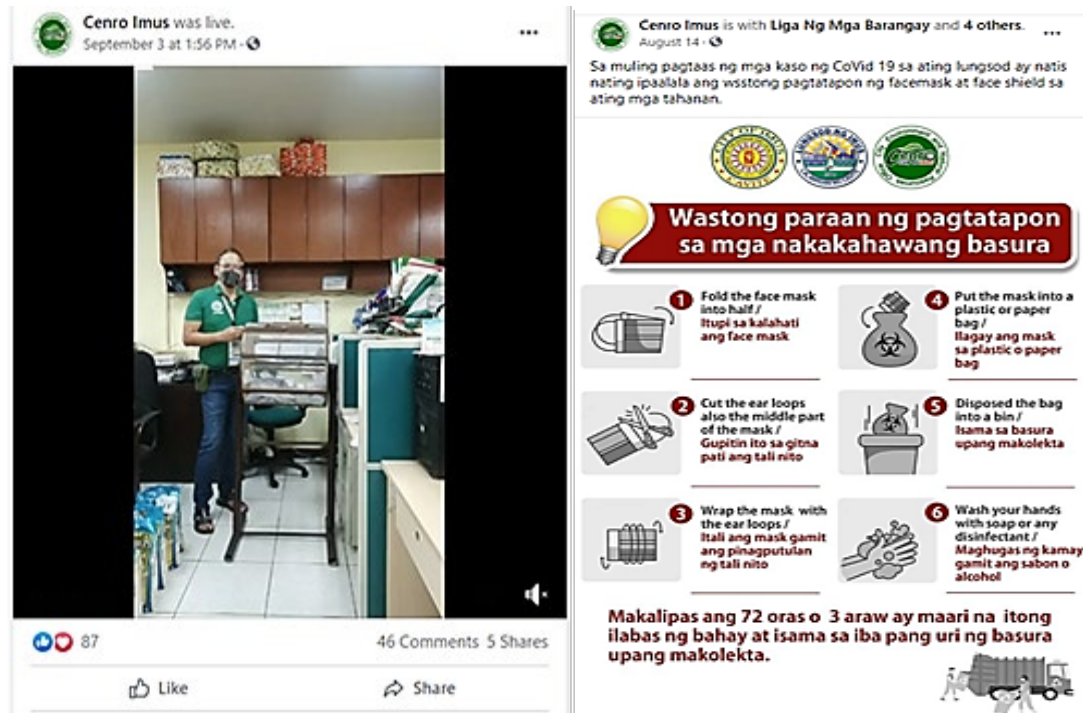 Cenro Imus was live.
September 3 at 1:56 PM ·
87
46 Comments 5 Shares
Like
Share
Cenro Imus is with Liga Ng Mga Barangay and 4 others.
August 14 ·
Sa muling pagtaas ng mga kaso ng CoVid 19 sa ating lungsod ay natis
nating ipaalala ang wsstong pagtatapon ng facemask at face shield sa
ating mga tahanan.
Wastong paraan ng pagtatapon
sa mga nakakahawang basura
1
Fold the face mask
into half /
Itupi sa kalahati
ang face mask
2
Cut the ear loops
also the middle part
of the mask /
Gupitin ito sa gitna
pati ang tali nito
3
Wrap the mask with
the ear loops /
Itali ang mask gamit
ang pinagputulan
ng tali nito
4
Put the mask into a
plastic or paper
bag /
Ilagay ang mask
sa plastic o paper
bag
5
Disposed the bag
into a bin /
Isama sa basura
upang makolekta
6
Wash your hands
with soap or any
disinfectant /
Maghugas ng kamay
gamit ang sabon o
alcohol
Makalipas ang 72 oras o 3 araw ay maari na itong
ilabas ng bahay at isama sa iba pang uri ng basura
upang makolekta.